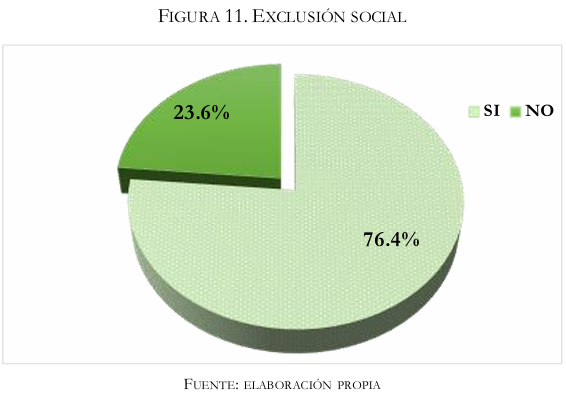 FIGURA 11. EXCLUSIÓN SOCIAL
23.6%
SI NO
76.4%
FUENTE: ELABORACIÓN PROPIA